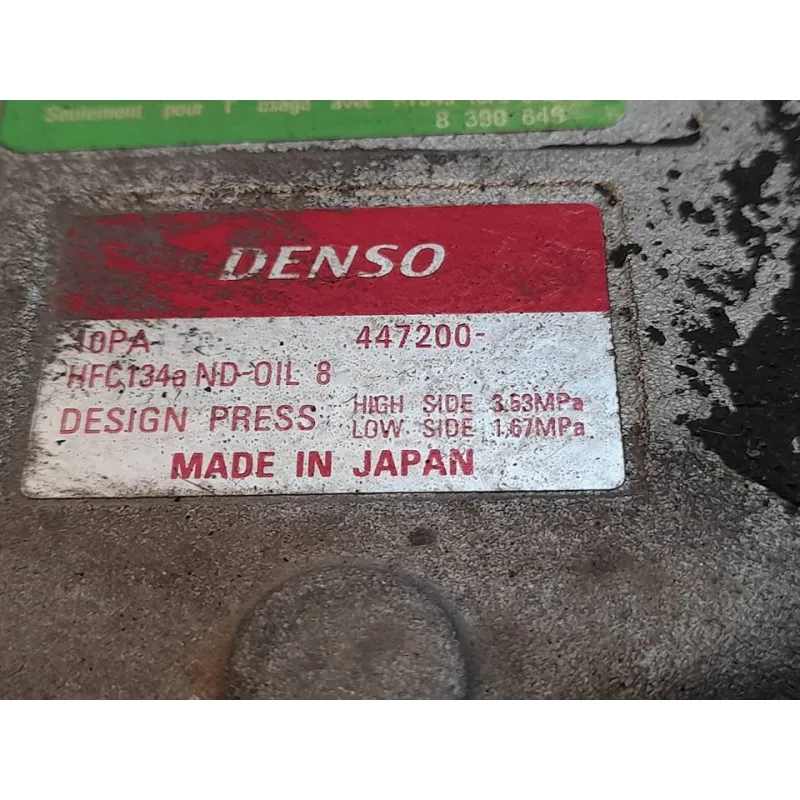 Seulement pour l' usage avec
8 390 646
DENSO
10PA 447200-
HFC134a ND-OIL 8
DESIGN PRESS HIGH SIDE 3.53MPa
LOW SIDE 1.67MPa
MADE IN JAPAN